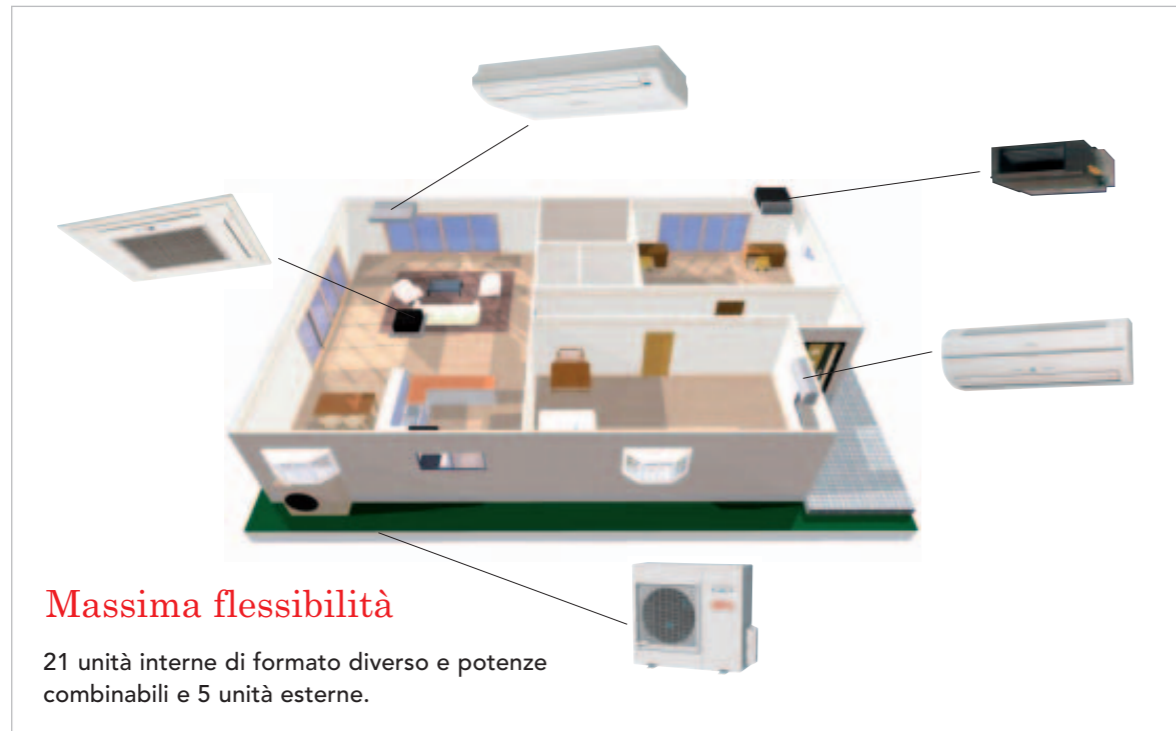 Massima flessibilità
21 unità interne di formato diverso e potenze
combinabili e 5 unità esterne.